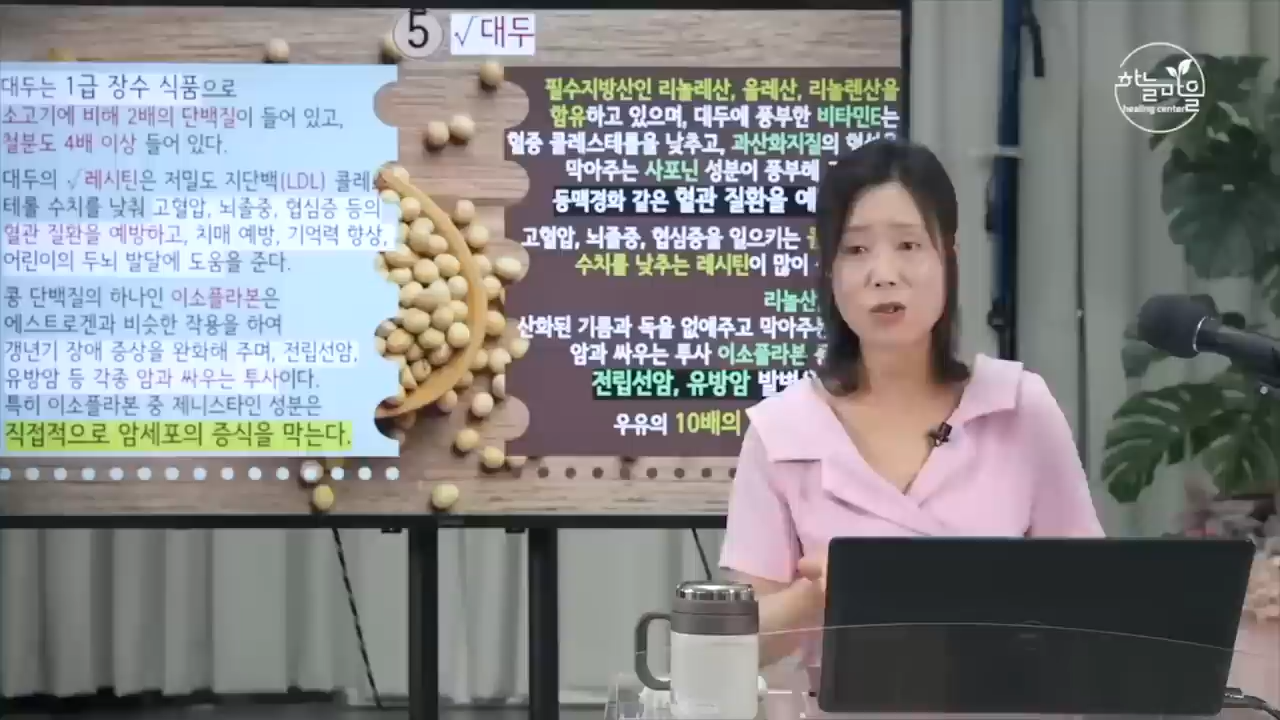 5 √대두
대두는 1급 장수 식품으로
소고기에 비해 2배의 단백질이 들어 있고,
철분도 4배 이상 들어 있다.
대두의 √레시틴은 저밀도 지단백(LDL) 콜레
테롤 수치를 낮춰 고혈압, 뇌졸중, 협심증 등의
혈관 질환을 예방하고, 치매 예방, 기억력 향상,
어린이의 두뇌 발달에 도움을 준다.
콩 단백질의 하나인 이소플라본은
에스트로겐과 비슷한 작용을 하여
갱년기 장애 증상을 완화해 주며, 전립선암,
유방암 등 각종 암과 싸우는 투사이다.
특히 이소플라본 중 제니스타인 성분은
직접적으로 암세포의 증식을 막는다.
필수지방산인 리놀레산, 올레산, 리놀렌산을
함유하고 있으며, 대두에 풍부한 비타민E는
혈중 콜레스테롤을 낮추고, 과산화지질의
막아주는 사포닌 성분이 풍부해
동맥경화 같은 혈관 질환을 예
고혈압, 뇌졸중, 협심증을 일으키는
수치를 낮추는 레시틴이 많이
리놀산
산화된 기름과 독을 없애주고 막아주는
암과 싸우는 투사 이소플라본
전립선암, 유방암
우유의 10배의
하늘마을
healing center